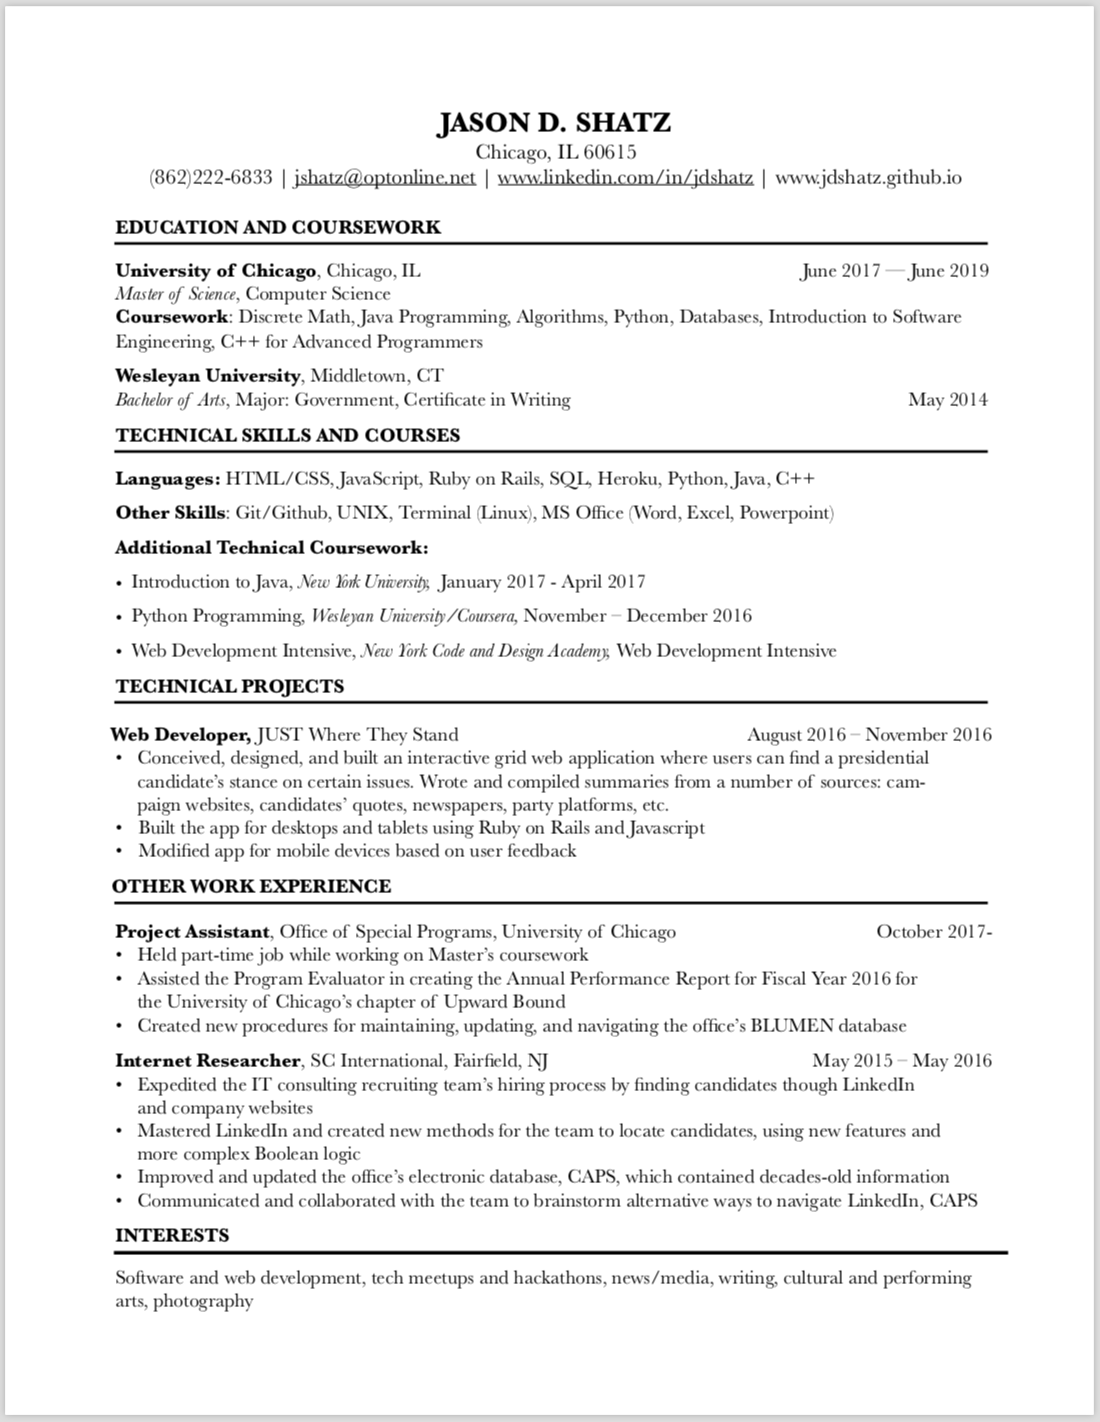 JASON D. SHATZ
Chicago, IL 60615
(862)222-6833 | jshatz@optonline.net | www.linkedin.com/in/jdshatz | www.jdshatz.github.io
EDUCATION AND COURSEWORK
University of Chicago, Chicago, IL June 2017 — June 2019
Master of Science, Computer Science
Coursework: Discrete Math, Java Programming, Algorithms, Python, Databases, Introduction to Software
Engineering, C++ for Advanced Programmers
Wesleyan University, Middletown, CT
Bachelor of Arts, Major: Government, Certificate in Writing May 2014
TECHNICAL SKILLS AND COURSES
Languages: HTML/CSS, JavaScript, Ruby on Rails, SQL, Heroku, Python, Java, C++
Other Skills: Git/Github, UNIX, Terminal (Linux), MS Office (Word, Excel, Powerpoint)
Additional Technical Coursework:
• Introduction to Java, New York University, January 2017 - April 2017
• Python Programming, Wesleyan University/Coursera, November – December 2016
• Web Development Intensive, New York Code and Design Academy, Web Development Intensive
TECHNICAL PROJECTS
Web Developer, JUST Where They Stand August 2016 – November 2016
• Conceived, designed, and built an interactive grid web application where users can find a presidential
candidate's stance on certain issues. Wrote and compiled summaries from a number of sources: cam-
paign websites, candidates' quotes, newspapers, party platforms, etc.
• Built the app for desktops and tablets using Ruby on Rails and Javascript
• Modified app for mobile devices based on user feedback
OTHER WORK EXPERIENCE
Project Assistant, Office of Special Programs, University of Chicago October 2017-
• Held part-time job while working on Master's coursework
• Assisted the Program Evaluator in creating the Annual Performance Report for Fiscal Year 2016 for
the University of Chicago's chapter of Upward Bound
• Created new procedures for maintaining, updating, and navigating the office's BLUMEN database
Internet Researcher, SC International, Fairfield, NJ May 2015 – May 2016
• Expedited the IT consulting recruiting team's hiring process by finding candidates though LinkedIn
and company websites
• Mastered LinkedIn and created new methods for the team to locate candidates, using new features and
more complex Boolean logic
• Improved and updated the office's electronic database, CAPS, which contained decades-old information
• Communicated and collaborated with the team to brainstorm alternative ways to navigate LinkedIn, CAPS
INTERESTS
Software and web development, tech meetups and hackathons, news/media, writing, cultural and performing
arts, photography